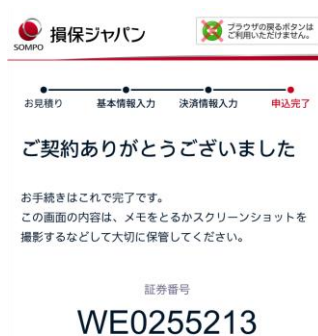 SOMPO
損保ジャパン
ブラウザの戻るボタンは
ご利用いただけません。
お見積り 基本情報入力 決済情報入力 申込完了
ご契約ありがとうございました
お手続きはこれで完了です。
この画面の内容は、メモをとるかスクリーンショットを
撮影するなどして大切に保管してください。
証券番号
WE0255213